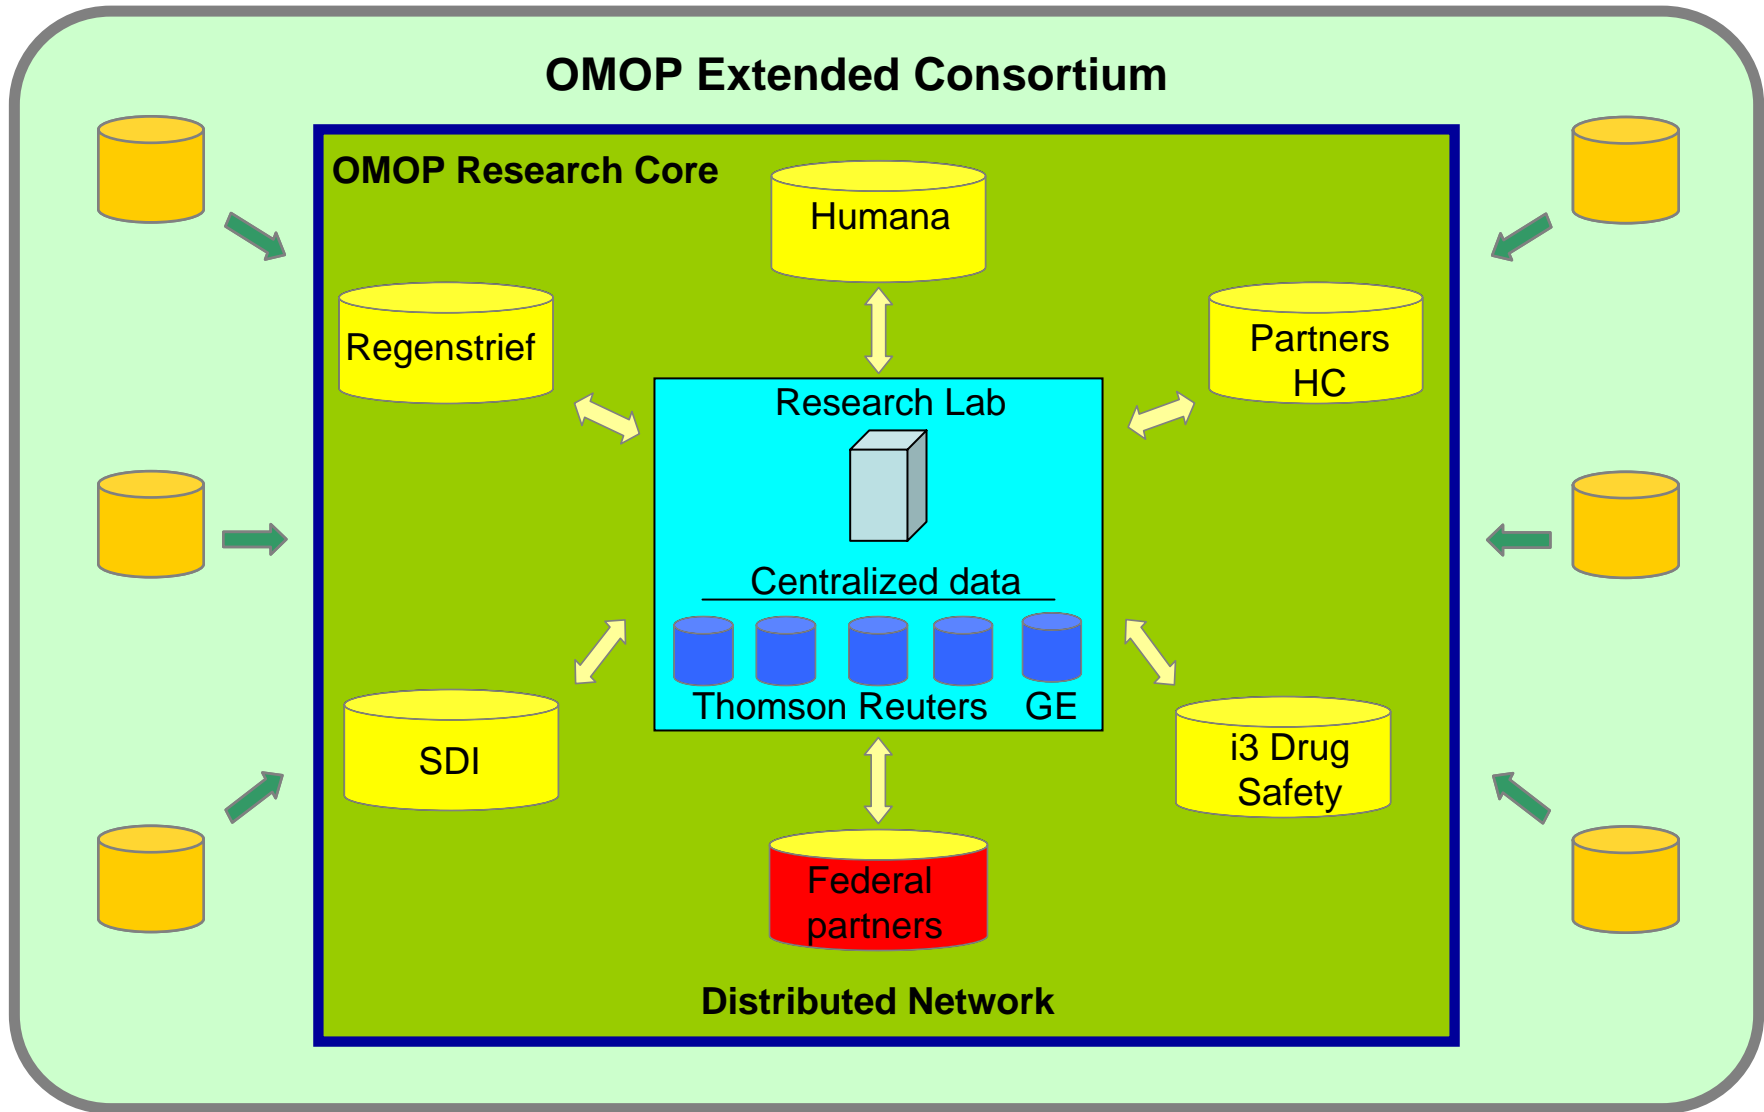 OMOP Extended Consortium
OMOP Research Core
Humana
Regenstrief
Partners
HC
Research Lab
Centralized data
Thomson Reuters GE
SDI
i3 Drug
Safety
Federal
partners
Distributed Network